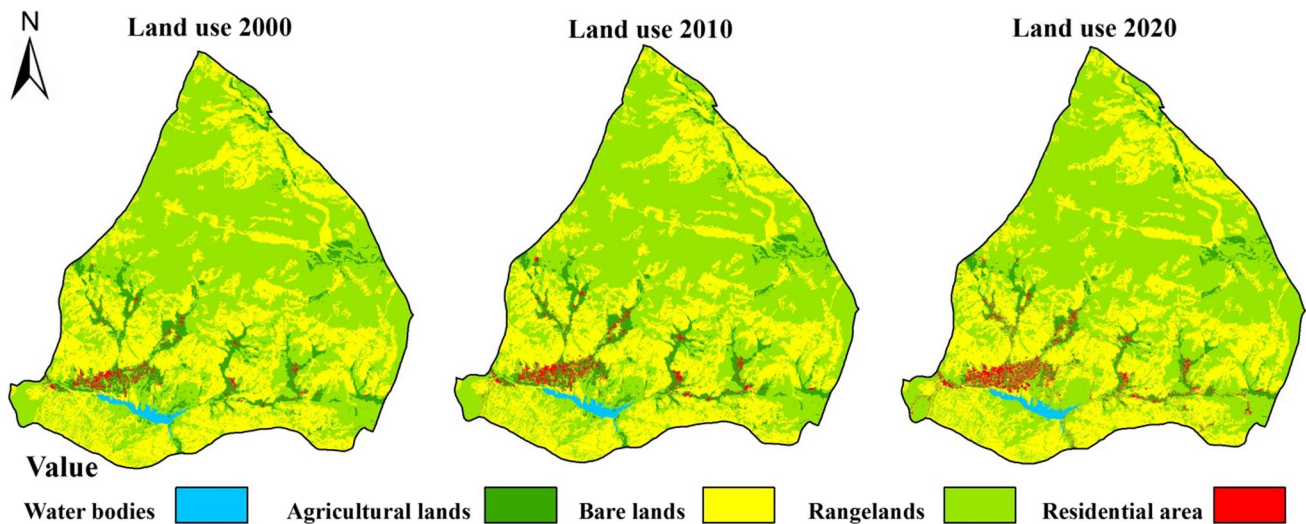 N
Land use 2000
Land use 2010
Land use 2020
Value
Water bodies
Agricultural lands
Bare lands
Rangelands
Residential area